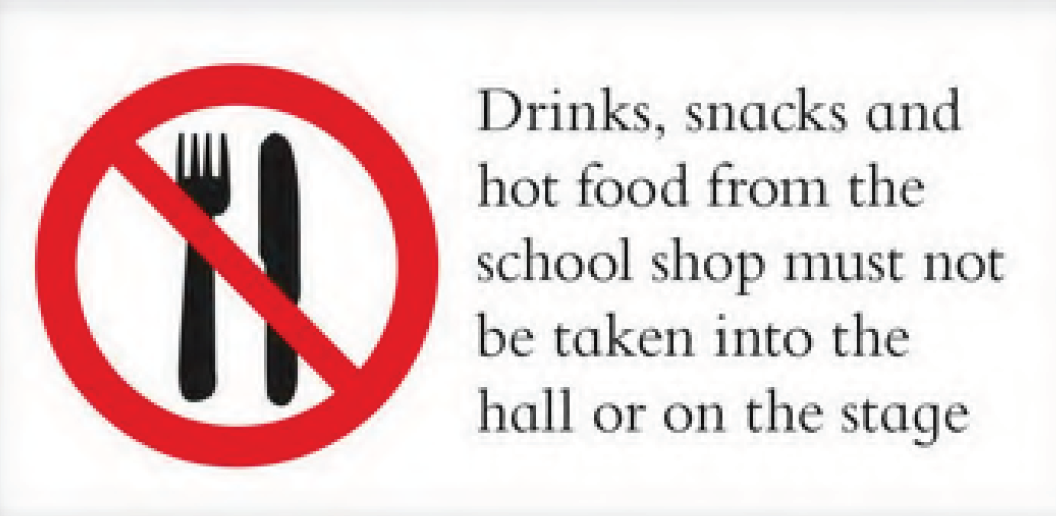 Drinks, snacks and
hot food from the
school shop must not
be taken into the
hall or on the stage